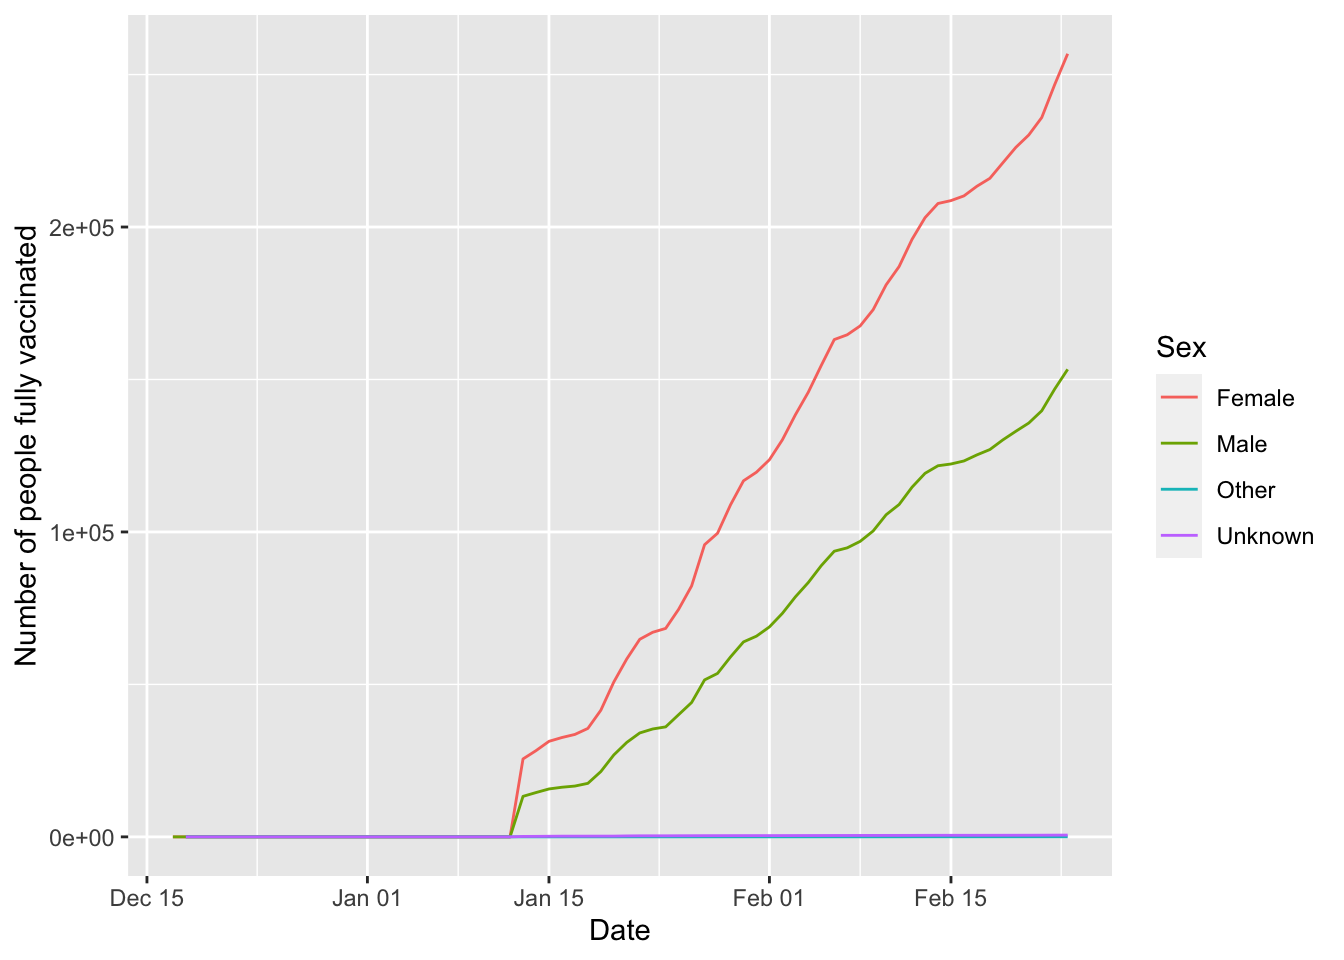 Number of people fully vaccinated
2e+05
1e+05
0e+00
Dec 15
Jan 01
Jan 15
Feb 01
Feb 15
Date
Sex
Female
Male
Other
Unknown